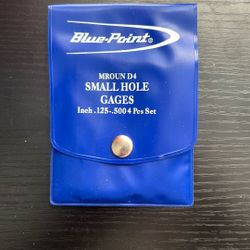 Blue-Point®
MROUN D4
SMALL HOLE
GAGES
Inch .125-.500 4 Pcs Set